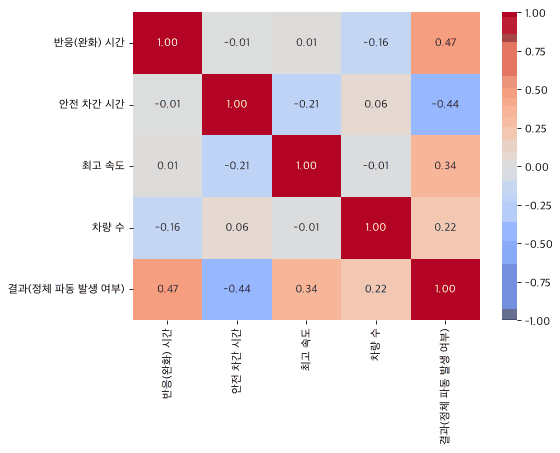 반응(완화) 시간 1.00 -0.01 0.01 -0.16 0.47
안전 차간 시간 -0.01 1.00 -0.21 0.06 -0.44
최고 속도 0.01 -0.21 1.00 -0.01 0.34
차량 수 -0.16 0.06 -0.01 1.00 0.22
결과(정체 파동 발생 여부) 0.47 -0.44 0.34 0.22 1.00
반응(완화) 시간
안전 차간 시간
최고 속도
차량 수
결과(정체 파동 발생 여부)
1.00
0.75
0.50
0.25
0.00
-0.25
-0.50
-0.75
-1.00